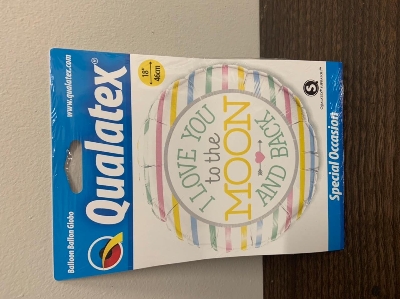 www.qualatex.com
Qualatex®
Balloon Ballon Globo
18"
46cm
I LOVE YOU
to the
MOON
AND BACK
S
Special Occasion